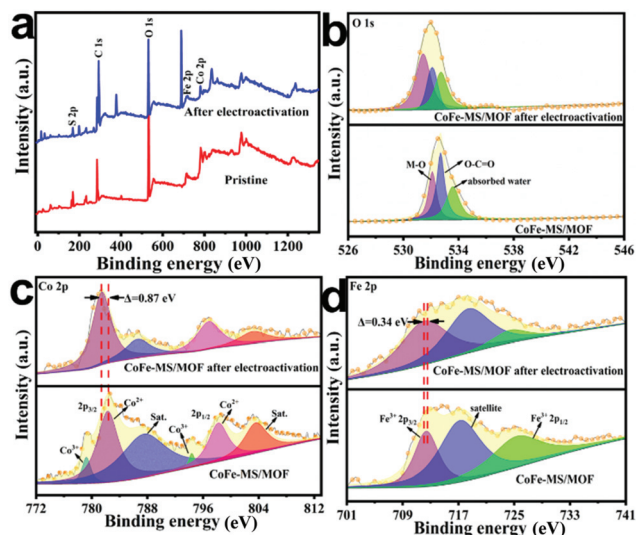 a
Intensity (a.u.)
S 2p
C 1s
O 1s
Fe 2p
Co 2p
After electroactivation
Pristine
0 200 400 600 800 1000 1200
Binding energy (eV)
b
O 1s
Intensity (a.u.)
CoFe-MS/MOF after electroactivation
M-O
O-C=O
absorbed water
CoFe-MS/MOF
526 530 534 538 542 546
Binding energy (eV)
c
Co 2p
Intensity (a.u.)
Δ=0.87 eV
CoFe-MS/MOF after electroactivation
Co³⁺
2p₃/₂
Co²⁺
Sat.
Co³⁺
2p₁/₂
Co²⁺
Sat.
CoFe-MS/MOF
772 780 788 796 804 813
Binding energy (eV)
d
Fe 2p
Intensity (a.u.)
Δ=0.34 eV
CoFe-MS/MOF after electroactivation
Fe³⁺ 2p₃/₂
satellite
Fe³⁺ 2p₁/₂
CoFe-MS/MOF
701 709 717 725 733 741
Binding energy (eV)